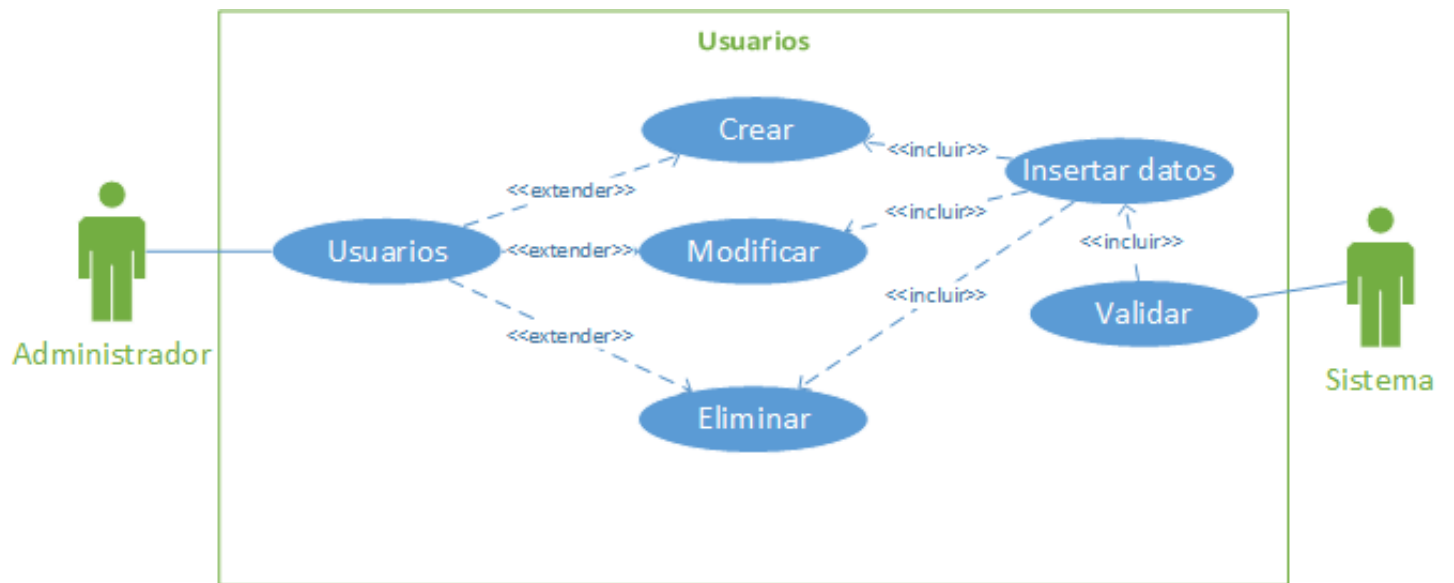 Usuarios
Crear
<<incluir>>
Insertar datos
<<extender>>
<<incluir>>
Usuarios
<<extender>>
Modificar
<<incluir>>
<<incluir>>
Validar
<<extender>>
Administrador
Sistema
Eliminar